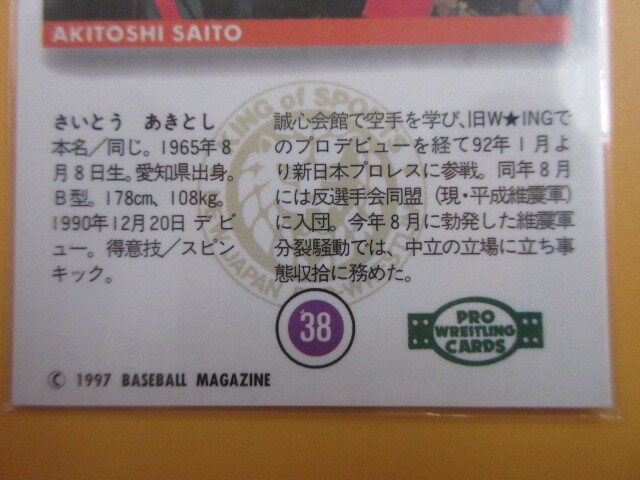 AKITOSHI SAITO
さいとう　あきとし
本名／同じ。1965年8
月8日生。愛知県出身。
B型。178cm、108kg。
1990年12月20日デビ
ュー。得意技／スピン
キック。
誠心会館で空手を学び、旧W★INGで
のプロデビューを経て92年1月よ
り新日本プロレスに参戦。同年8月
には反選手会同盟（現・平成維震軍）
に入団。今年8月に勃発した維震軍
分裂騒動では、中立の立場に立ち事
態収拾に務めた。
KING of SPORTS
38
PRO
WRESTLING
CARDS
© 1997 BASEBALL MAGAZINE